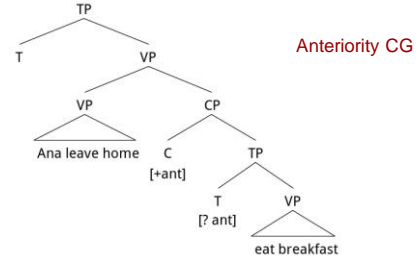 TP
Anteriority CG
T VP
VP CP
Ana leave home C TP
[+ant]
T VP
[? ant]
eat breakfast